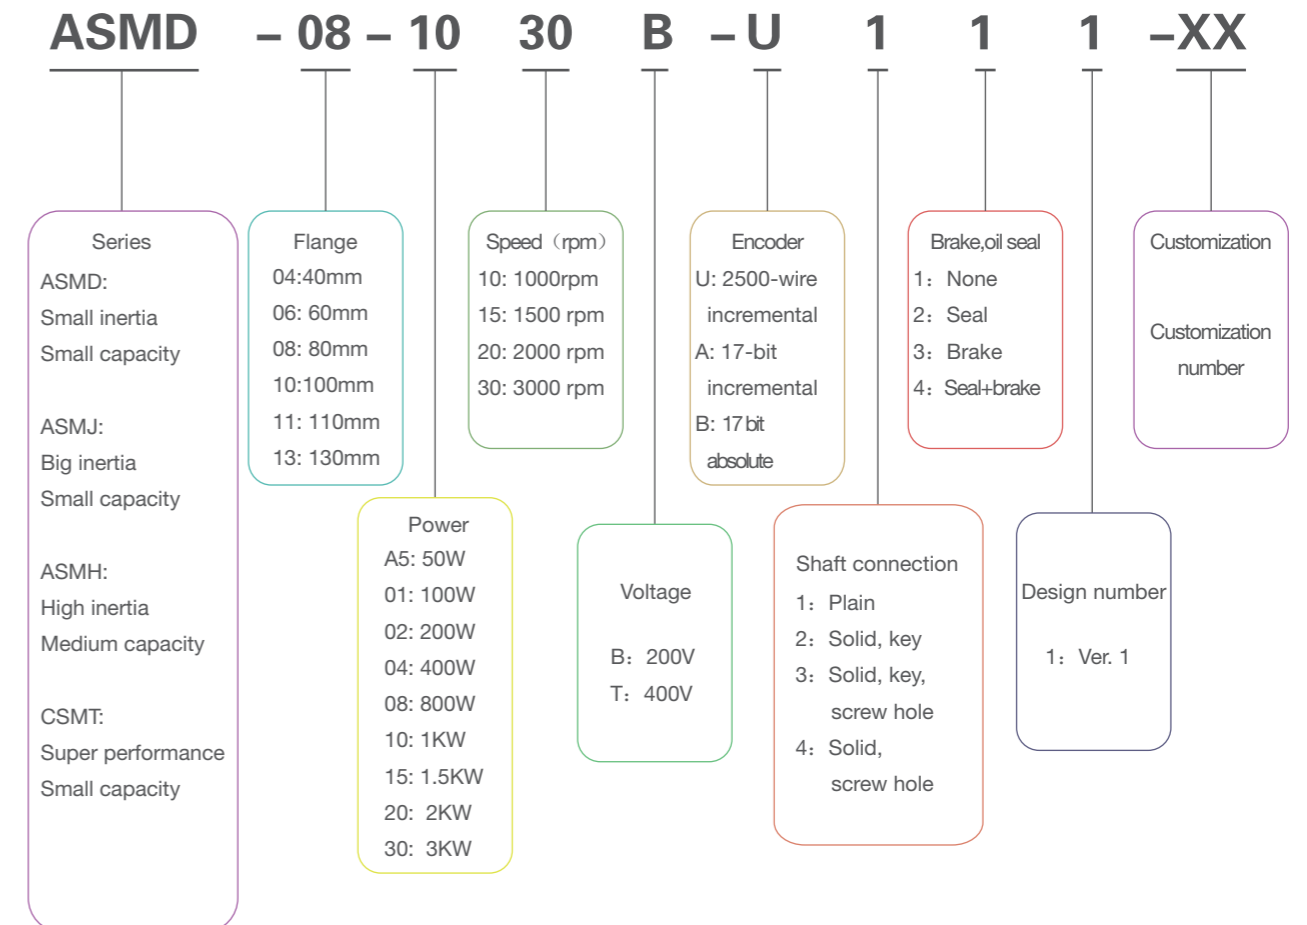 ASMD – 08 – 10 30 B – U 1 1 1 –XX
Series
ASMD:
Small inertia
Small capacity
ASMJ:
Big inertia
Small capacity
ASMH:
High inertia
Medium capacity
CSMT:
Super performance
Small capacity
Flange
04:40mm
06: 60mm
08: 80mm
10:100mm
11: 110mm
13: 130mm
Power
A5: 50W
01: 100W
02: 200W
04: 400W
08: 800W
10: 1KW
15: 1.5KW
20: 2KW
30: 3KW
Speed（rpm）
10: 1000rpm
15: 1500 rpm
20: 2000 rpm
30: 3000 rpm
Voltage
B：200V
T：400V
Encoder
U: 2500-wire
incremental
A: 17-bit
incremental
B: 17 bit
absolute
Shaft connection
1：Plain
2：Solid, key
3：Solid, key,
screw hole
4：Solid,
screw hole
Brake,oil seal
1：None
2：Seal
3：Brake
4：Seal+brake
Design number
1：Ver. 1
Customization
Customization
number